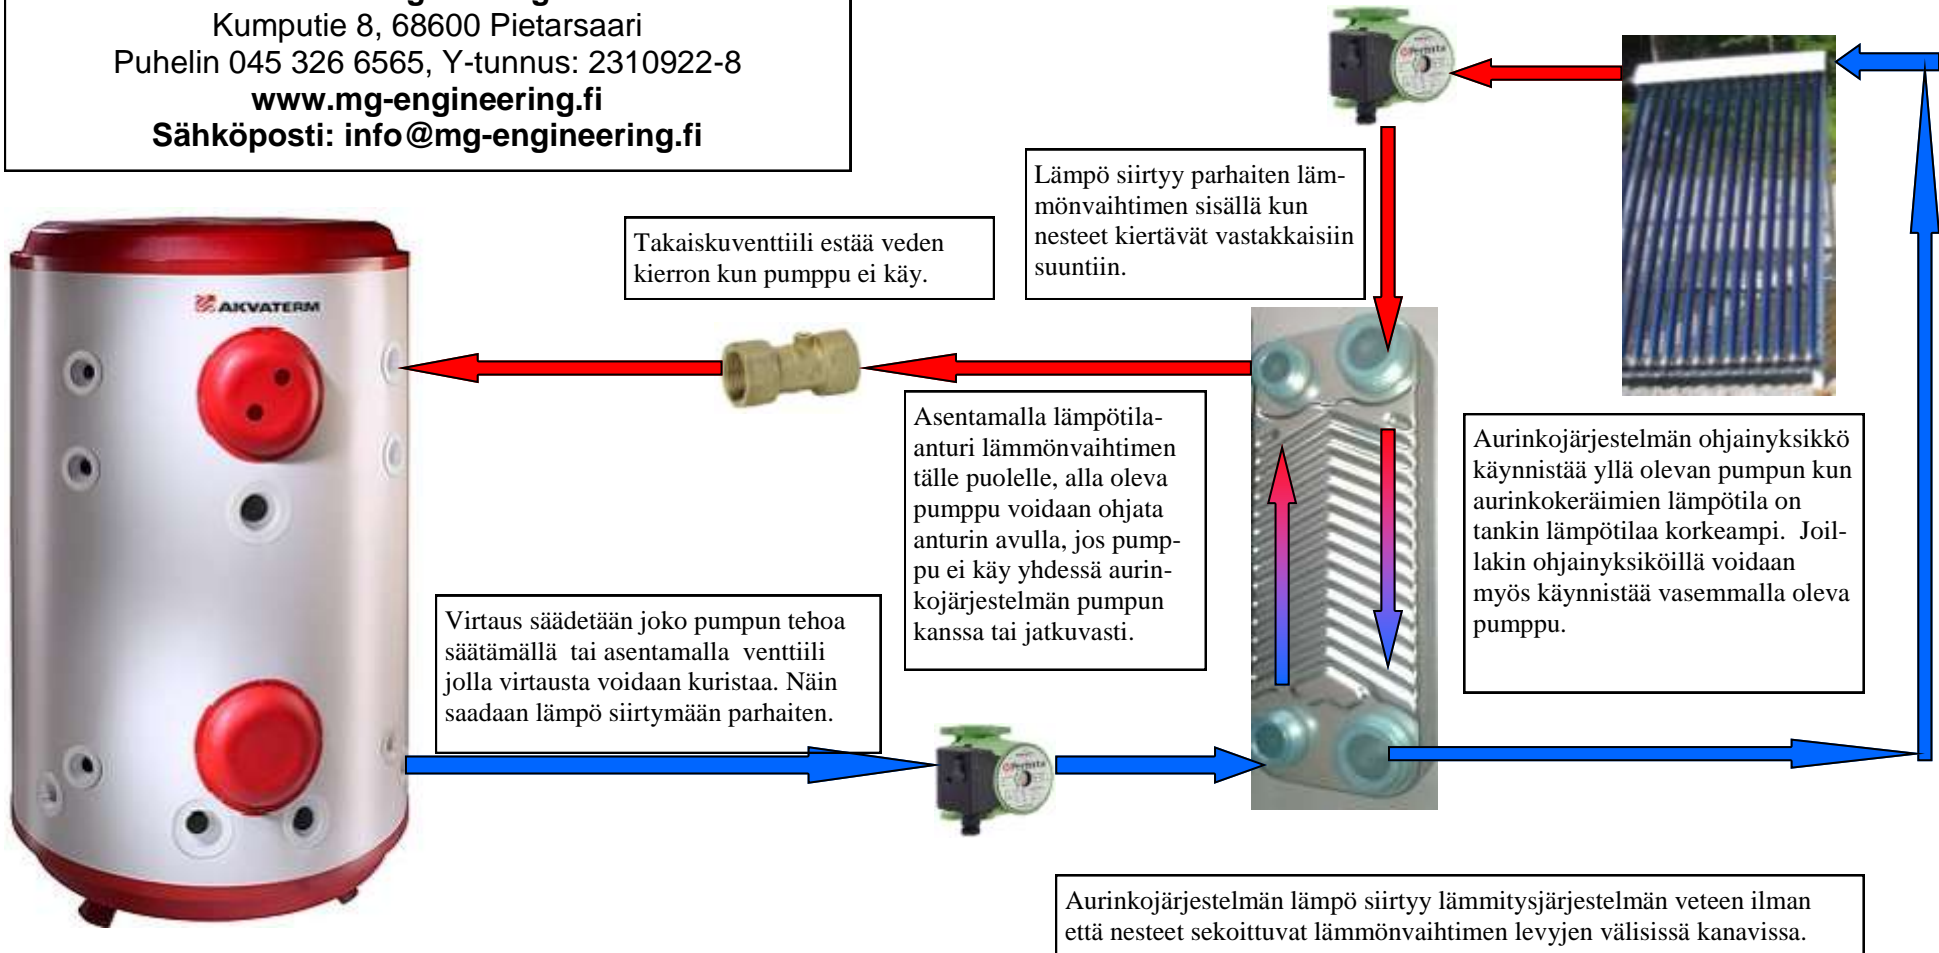 Kumputie 8, 68600 Pietarsaari
Puhelin 045 326 6565, Y-tunnus: 2310922-8
www.mg-engineering.fi
Sähköposti: info@mg-engineering.fi
Lämpö siirtyy parhaiten läm-
mönvaihtimen sisällä kun
nesteet kiertävät vastakkaisiin
suuntiin.
Takaiskuventtiili estää veden
kierron kun pumppu ei käy.
AKVATERM
Asentamalla lämpötila-
anturi lämmönvaihtimen
tälle puolelle, alla oleva
pumppu voidaan ohjata
anturin avulla, jos pump-
pu ei käy yhdessä aurin-
kojärjestelmän pumpun
kanssa tai jatkuvasti.
Aurinkojärjestelmän ohjainyksikkö
käynnistää yllä olevan pumpun kun
aurinkokeräimien lämpötila on
tankin lämpötilaa korkeampi.  Joil-
lakin ohjainyksiköillä voidaan
myös käynnistää vasemmalla oleva
pumppu.
Virtaus säädetään joko pumpun tehoa
säätämällä  tai asentamalla  venttiili
jolla virtausta voidaan kuristaa. Näin
saadaan lämpö siirtymään parhaiten.
Aurinkojärjestelmän lämpö siirtyy lämmitysjärjestelmän veteen ilman
että nesteet sekoittuvat lämmönvaihtimen levyjen välisissä kanavissa.